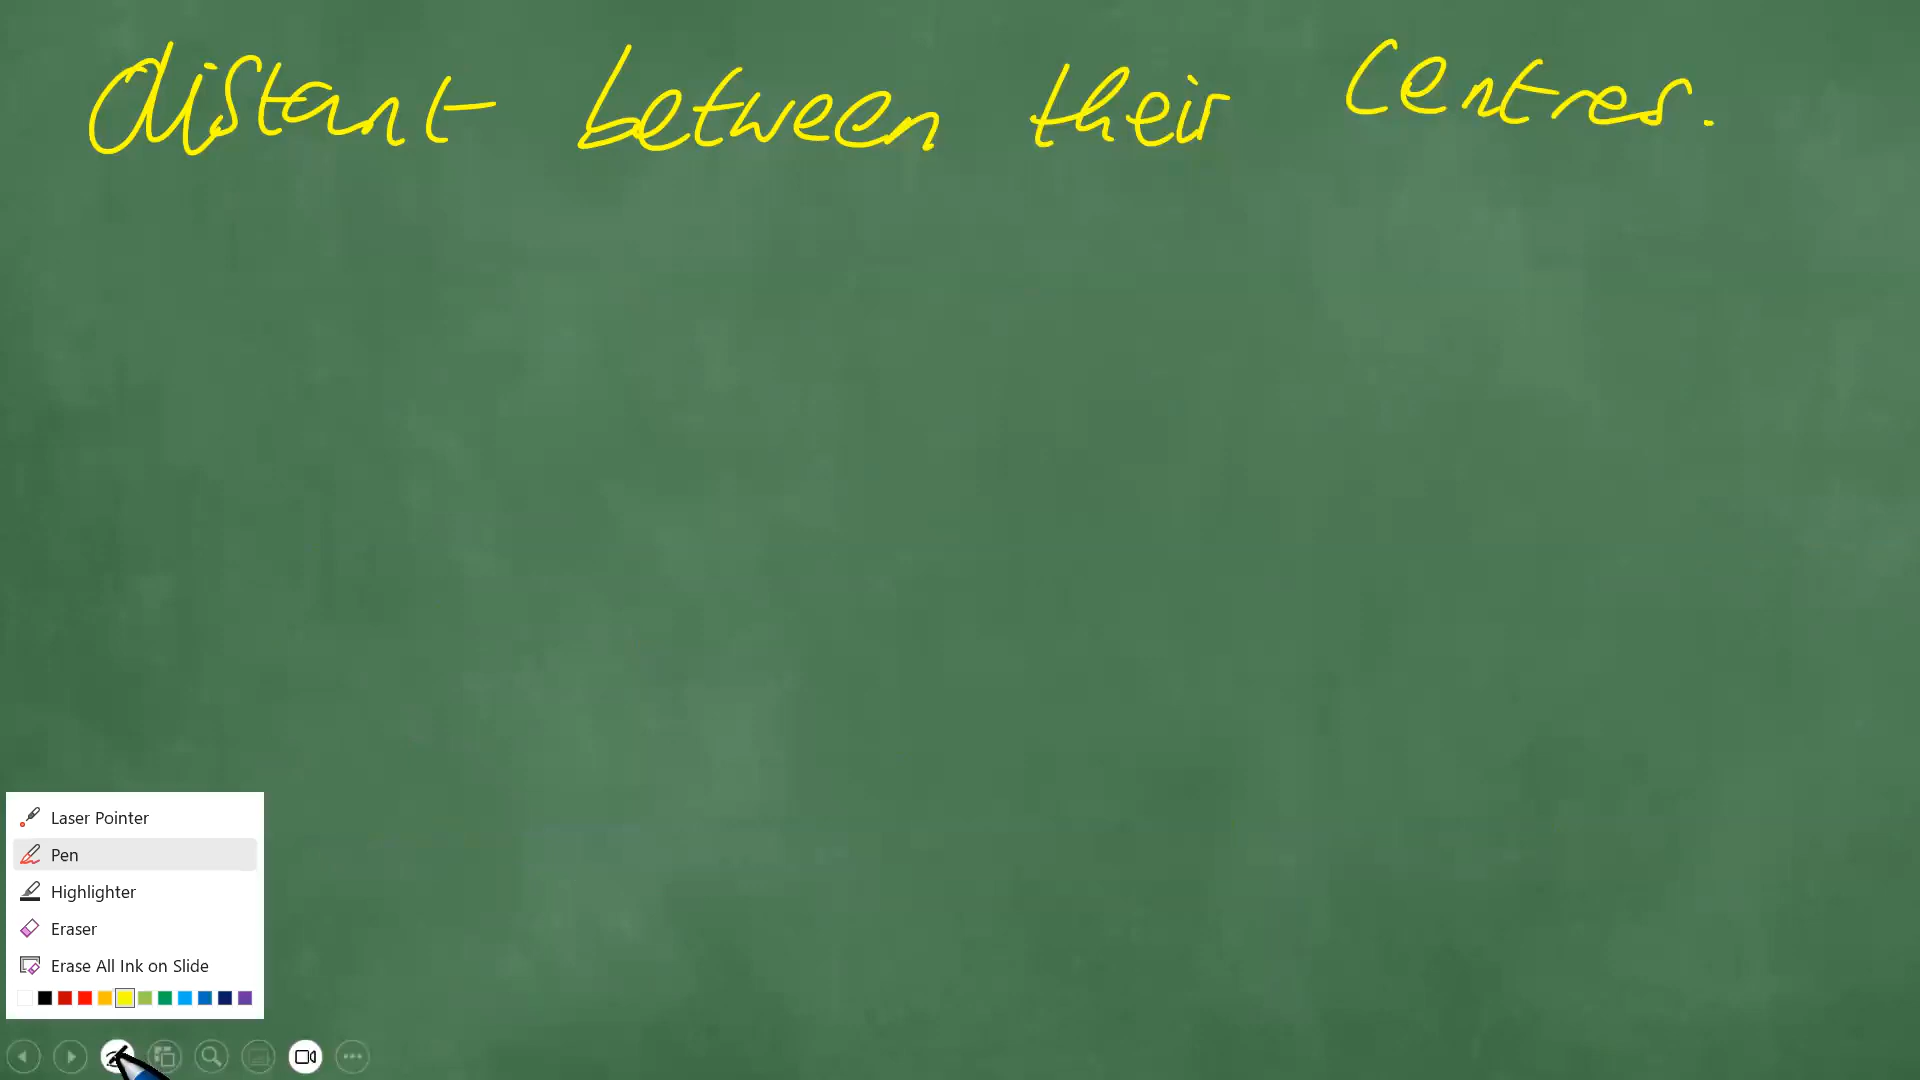 distant between their centres.
Laser Pointer
Pen
Highlighter
Eraser
Erase All Ink on Slide